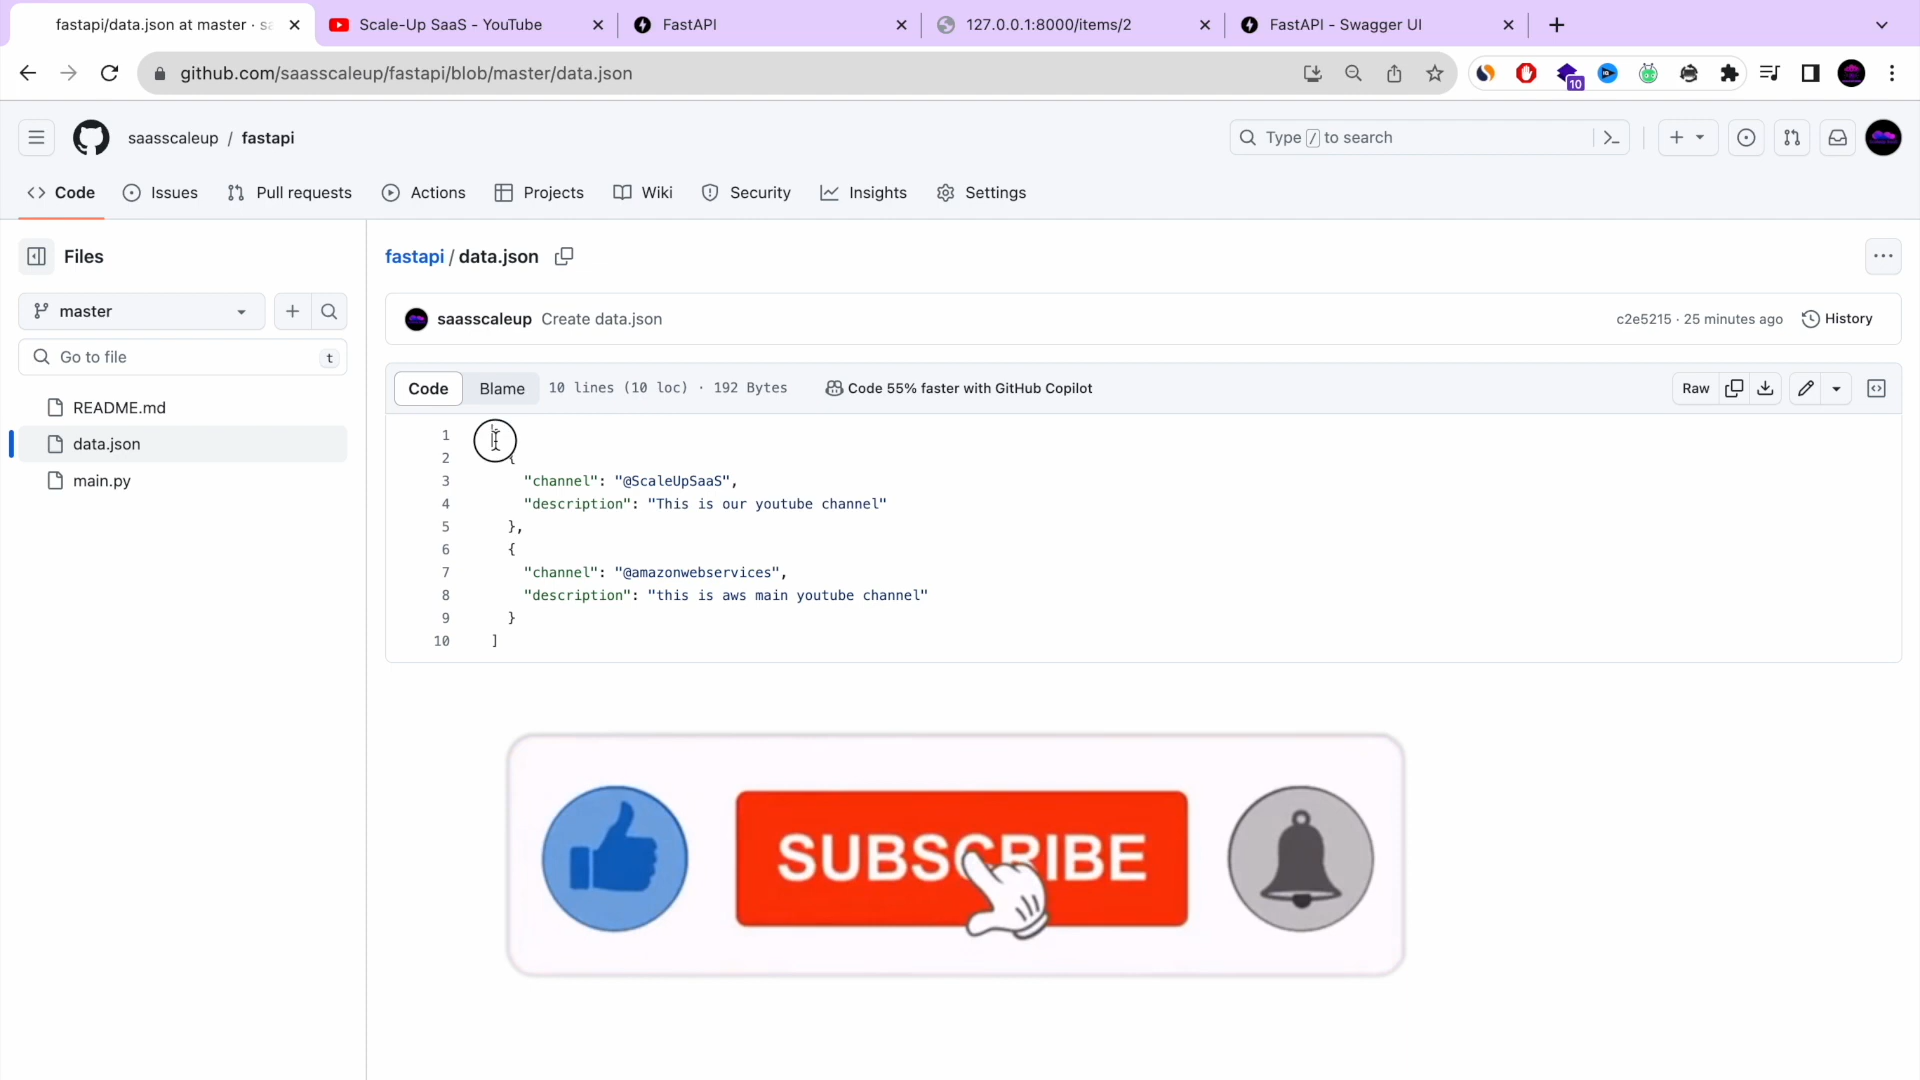 fastapi/data.json at master · sa
Scale-Up SaaS - YouTube
FastAPI
127.0.0.1:8000/items/2
FastAPI - Swagger UI
github.com/saasscaleup/fastapi/blob/master/data.json
10
saasscaleup / fastapi
Type / to search
Code
Issues
Pull requests
Actions
Projects
Wiki
Security
Insights
Settings
Files
fastapi / data.json
master
saasscaleup Create data.json
c2e5215 · 25 minutes ago
History
Go to file
t
README.md
data.json
main.py
Code
Blame
10 lines (10 loc) · 192 Bytes
Code 55% faster with GitHub Copilot
Raw
1
2 {
3 "channel": "@ScaleUpSaaS",
4 "description": "This is our youtube channel"
5 },
6 {
7 "channel": "@amazonwebservices",
8 "description": "this is aws main youtube channel"
9 }
10 ]
SUBSCRIBE